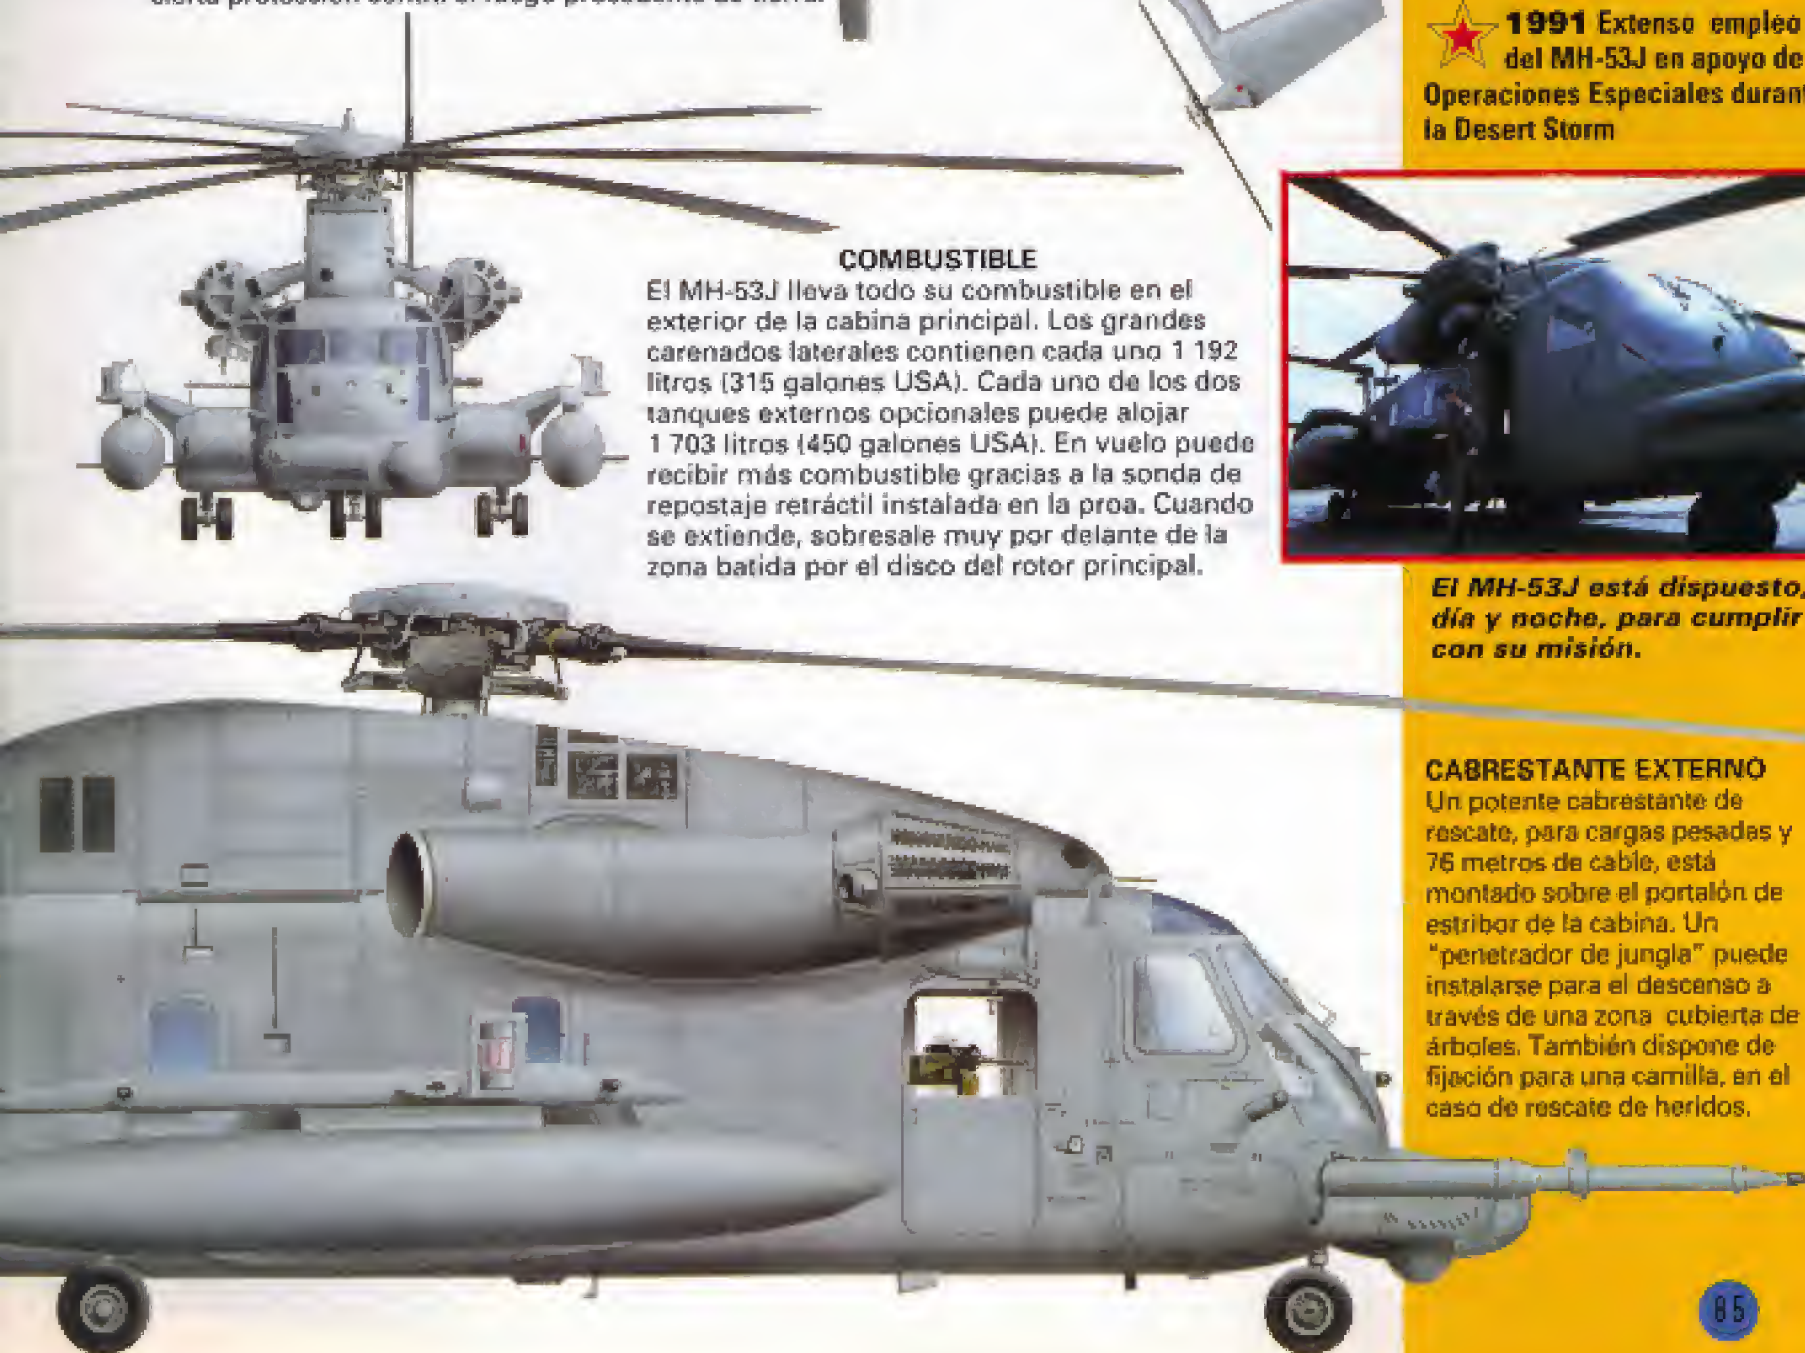 cierta protección contra el fuego procedente de tierra.
COMBUSTIBLE
El MH-53J lleva todo su combustible en el
exterior de la cabina principal. Los grandes
carenados laterales contienen cada uno 1 192
litros (315 galones USA). Cada uno de los dos
tanques externos opcionales puede alojar
1 703 litros (450 galones USA). En vuelo puede
recibir más combustible gracias a la sonda de
repostaje retráctil instalada en la proa. Cuando
se extiende, sobresale muy por delante de la
zona batida por el disco del rotor principal.
1991 Extenso empleo
del MH-53J en apoyo de
Operaciones Especiales durant
la Desert Storm
El MH-53J está dispuesto,
día y noche, para cumplir
con su misión.
CABRESTANTE EXTERNO
Un potente cabrestante de
rescate, para cargas pesadas y
76 metros de cable, está
montado sobre el portalón de
estribor de la cabina. Un
"penetrador de jungla" puede
instalarse para el descenso a
través de una zona cubierta de
árboles. También dispone de
fijación para una camilla, en el
caso de rescate de heridos.
85